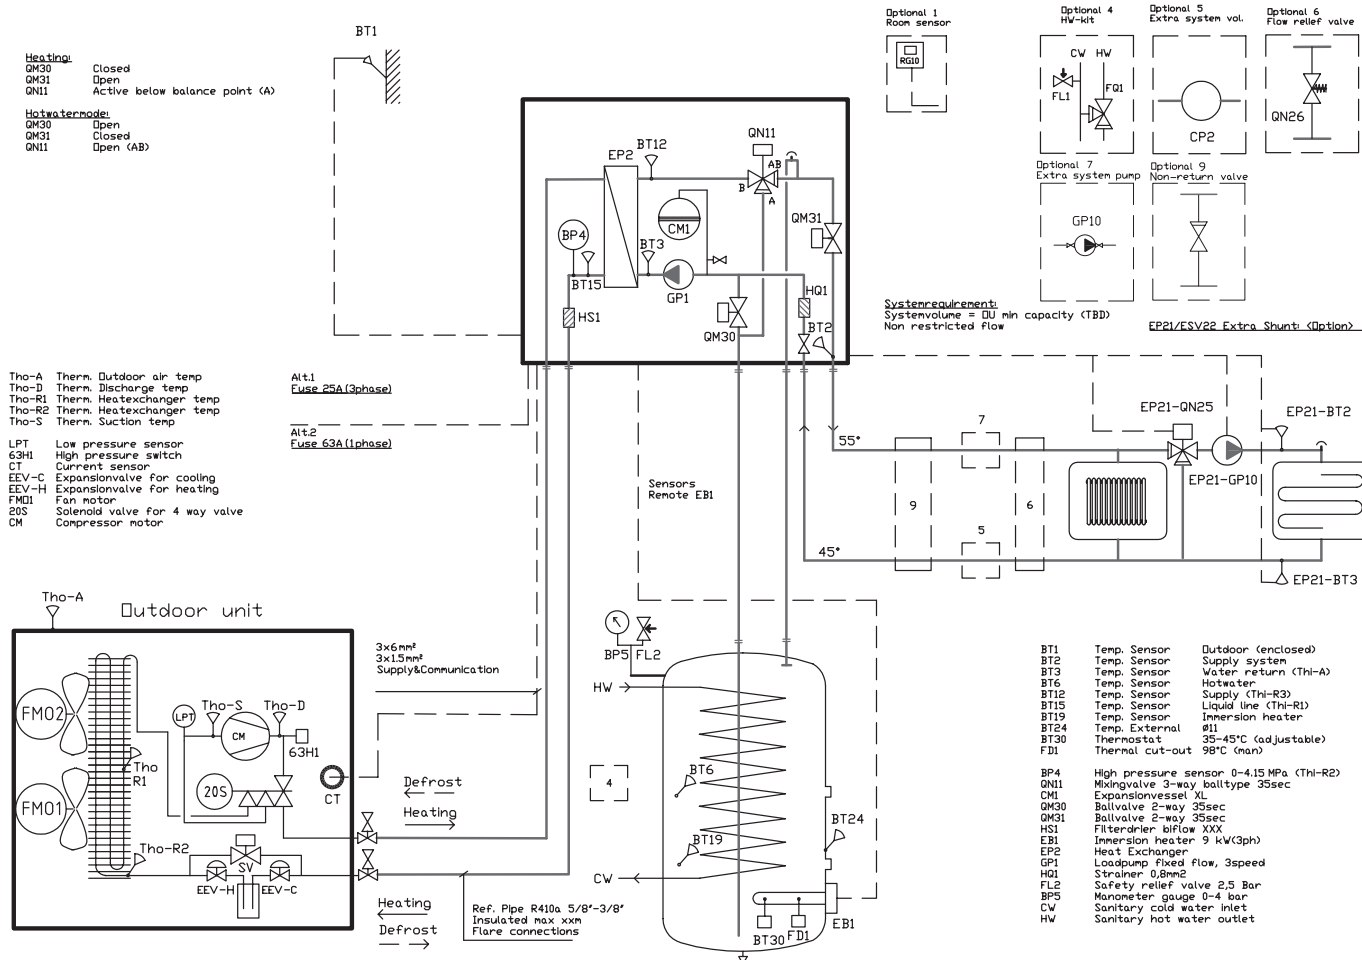 Heating:
QM30 Closed
QM31 Open
QN11 Active below balance point (A)
Hotwatermode:
QM30 Open
QM31 Closed
QN11 Open (AB)
BT1
Optional 1
Room sensor
RG10
Optional 4
HW-kit
CW HW
FL1
FQ1
Optional 5
Extra system vol.
CP2
Optional 6
Flow relief valve
QN26
Optional 7
Extra system pump
GP10
Optional 9
Non-return valve
Systemrequirement:
Systemvolume = OU min capacity (TBD)
Non restricted flow
EP21/ESV22 Extra Shunt: (Option)
QN11
BT12
EP2
AB
B
A
QM31
CM1
BP4
BT3
BT15
GP1
HQ1
HS1
QM30
BT2
Tho-A Therm. Outdoor air temp
Tho-D Therm. Discharge temp
Tho-R1 Therm. Heatexchanger temp
Tho-R2 Therm. Heatexchanger temp
Tho-S Therm. Suction temp
LPT Low pressure sensor
63H1 High pressure switch
CT Current sensor
EEV-C Expansionvalve for cooling
EEV-H Expansionvalve for heating
FMO1 Fan motor
20S Solenoid valve for 4 way valve
CM Compressor motor
Alt.1
Fuse 25A(3phase)
Alt.2
Fuse 63A(1phase)
Sensors
Remote EB1
55°
45°
7
9
6
5
EP21-QN25
EP21-BT2
EP21-GP10
EP21-BT3
Tho-A
Outdoor unit
FMO2
FMO1
LPT
Tho-S
Tho-D
CM
63H1
Tho
R1
20S
CT
Tho-R2
SV
EEV-H
EEV-C
3x6mm²
3x1.5mm²
Supply&Communication
Defrost
Heating
Heating
Defrost
Ref. Pipe R410a 5/8"-3/8"
Insulated max xxm
Flare connections
BP5 FL2
HW
4
BT6
BT19
BT24
CW
BT30 FD1
EB1
BT1 Temp. Sensor Outdoor (enclosed)
BT2 Temp. Sensor Supply system
BT3 Temp. Sensor Water return (Thi-A)
BT6 Temp. Sensor Hotwater
BT12 Temp. Sensor Supply (Thi-R3)
BT15 Temp. Sensor Liquid line (Thi-R1)
BT19 Temp. Sensor Immersion heater
BT24 Temp. External Ø11
BT30 Thermostat 35-45°C (adjustable)
FD1 Thermal cut-out 98°C (man)
BP4 High pressure sensor 0-4.15 MPa (Thi-R2)
QN11 Mixingvalve 3-way balltype 35sec
CM1 Expansionvessel XL
QM30 Ballvalve 2-way 35sec
QM31 Ballvalve 2-way 35sec
HS1 Filterdrier biflow XXX
EB1 Immersion heater 9 kW(3ph)
EP2 Heat Exchanger
GP1 Loadpump fixed flow, 3speed
HQ1 Strainer 0,8mm2
FL2 Safety relief valve 2,5 Bar
BP5 Manometer gauge 0-4 bar
CW Sanitary cold water inlet
HW Sanitary hot water outlet